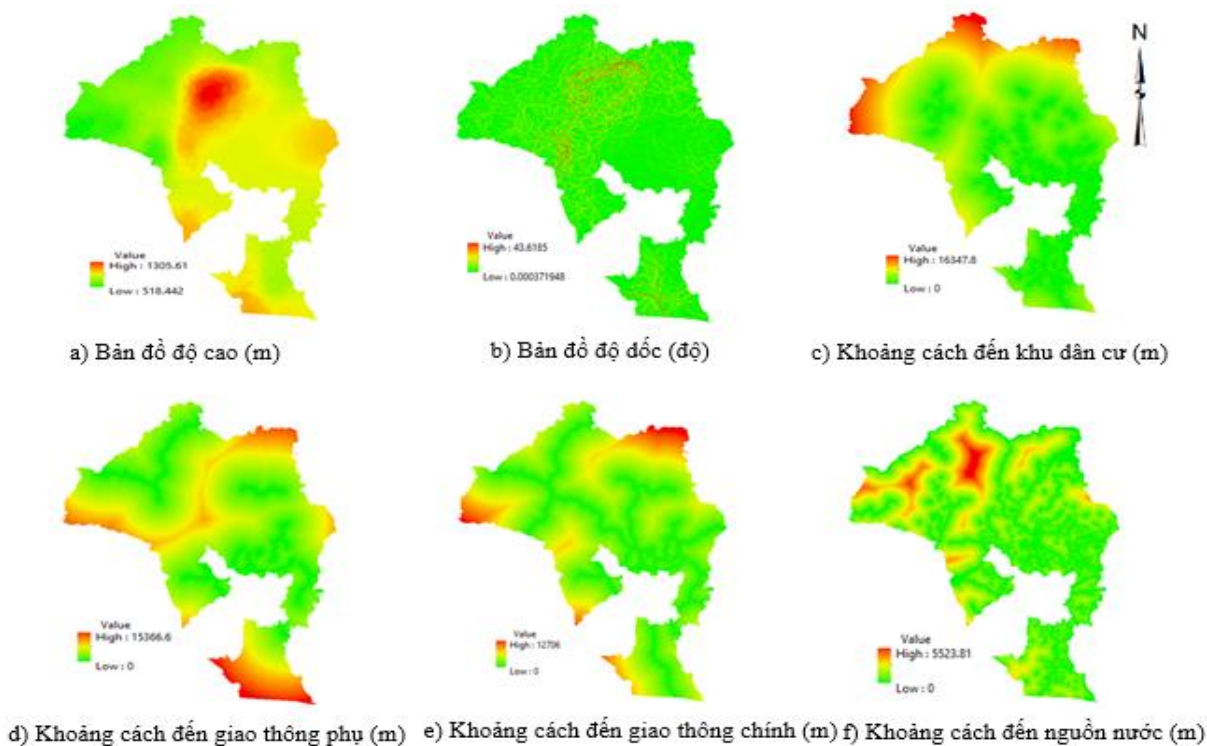 N
Value
High : 1305.61
Low : 518.442
a) Bản đồ độ cao (m)
Value
High : 43.6185
Low : 0.000371948
b) Bản đồ độ dốc (độ)
Value
High : 16347.8
Low : 0
c) Khoảng cách đến khu dân cư (m)
Value
High : 15366.6
Low : 0
d) Khoảng cách đến giao thông phụ (m)
Value
High : 12706
Low : 0
e) Khoảng cách đến giao thông chính (m)
Value
High : 5523.81
Low : 0
f) Khoảng cách đến nguồn nước (m)